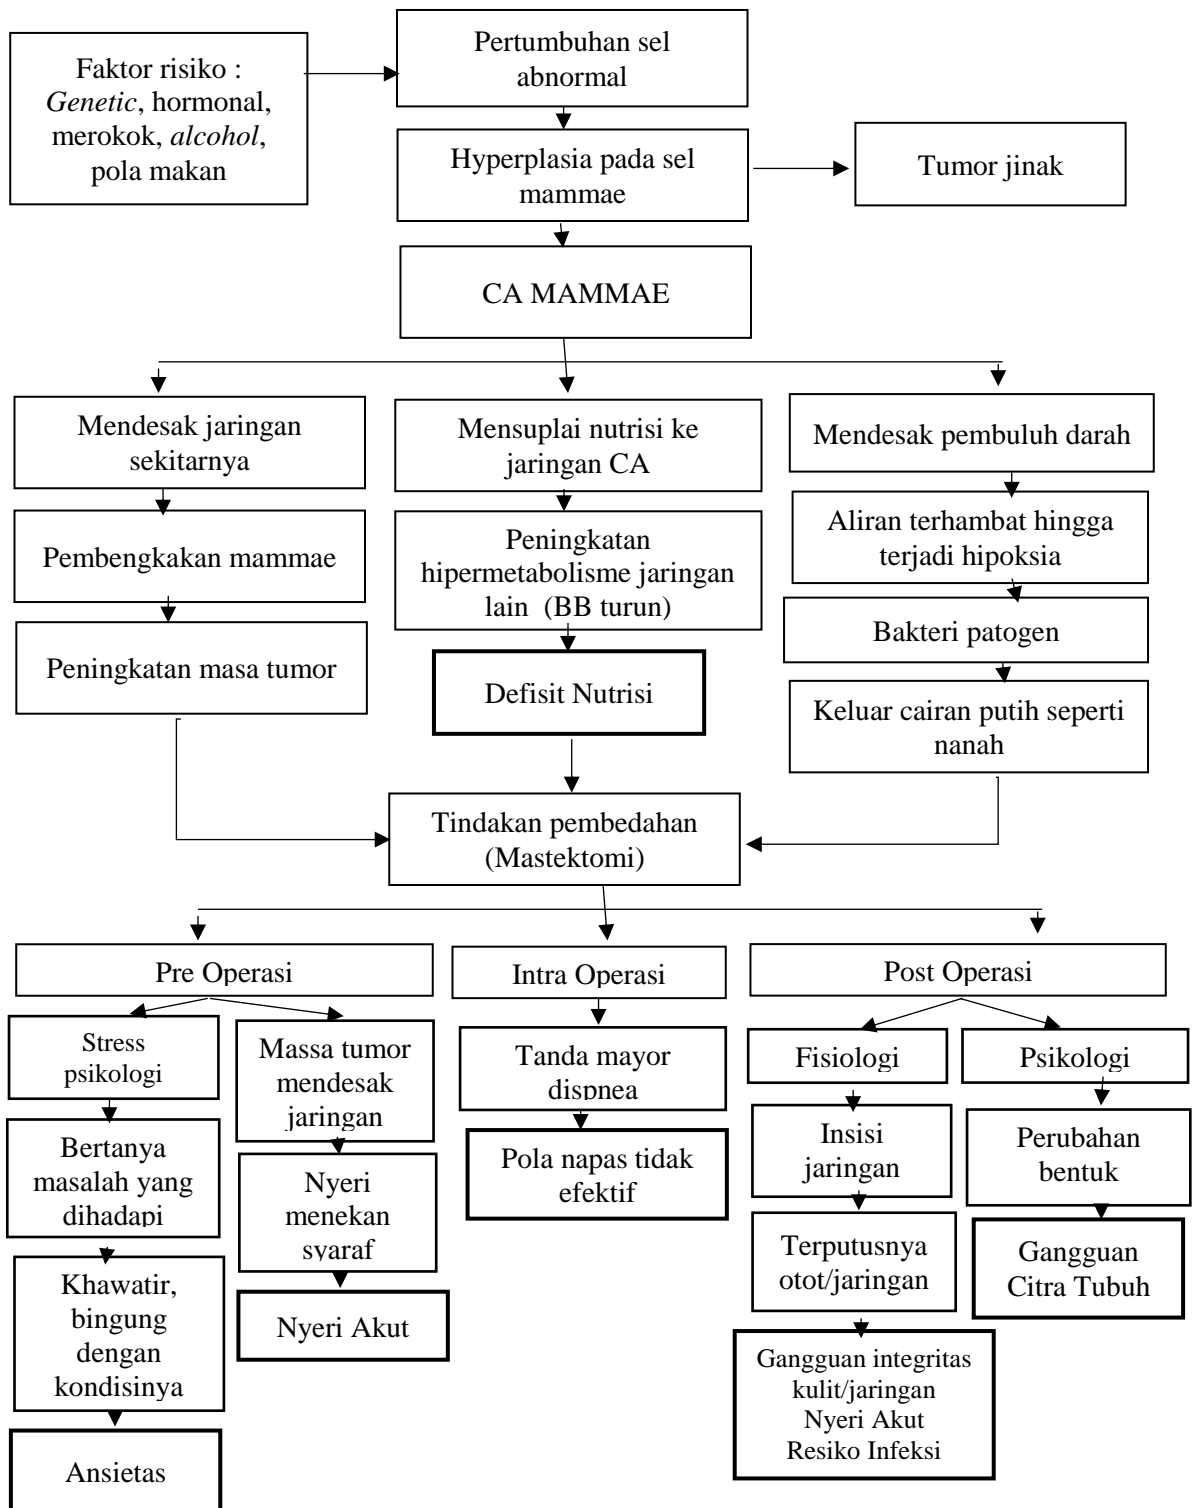 Faktor risiko :
Genetic, hormonal,
merokok, alcohol,
pola makan
Pertumbuhan sel
abnormal
Hyperplasia pada sel
mammae
Tumor jinak
CA MAMMAE
Mendesak jaringan
sekitarnya
Mensuplai nutrisi ke
jaringan CA
Mendesak pembuluh darah
Pembengkakan mammae
Peningkatan
hipermetabolisme jaringan
lain (BB turun)
Aliran terhambat hingga
terjadi hipoksia
Peningkatan masa tumor
Defisit Nutrisi
Bakteri patogen
Keluar cairan putih seperti
nanah
Tindakan pembedahan
(Mastektomi)
Pre Operasi
Intra Operasi
Post Operasi
Stress
psikologi
Massa tumor
mendesak
jaringan
Tanda mayor
dispnea
Fisiologi
Psikologi
Bertanya
masalah yang
dihadapi
Nyeri
menekan
syaraf
Pola napas tidak
efektif
Insisi
jaringan
Perubahan
bentuk
Khawatir,
bingung
dengan
kondisinya
Nyeri Akut
Terputusnya
otot/jaringan
Gangguan
Citra Tubuh
Ansietas
Gangguan integritas
kulit/jaringan
Nyeri Akut
Resiko Infeksi